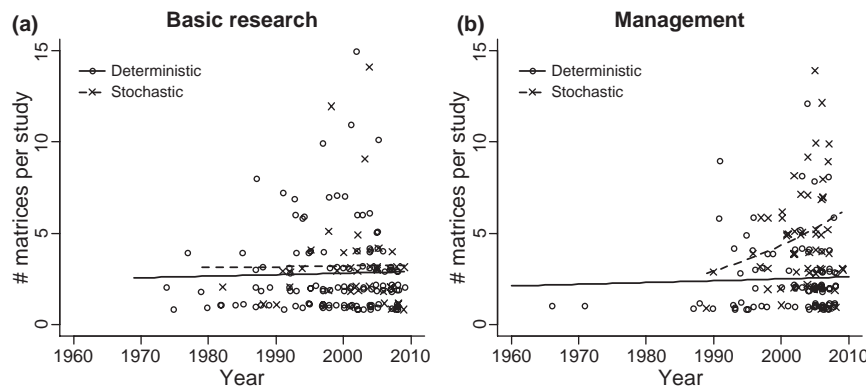 (a) Basic research
# matrices per study
15
10
5
0
Deterministic
Stochastic
1960 1970 1980 1990 2000 2010
Year
(b) Management
# matrices per study
15
10
5
0
Deterministic
Stochastic
1960 1970 1980 1990 2000 2010
Year